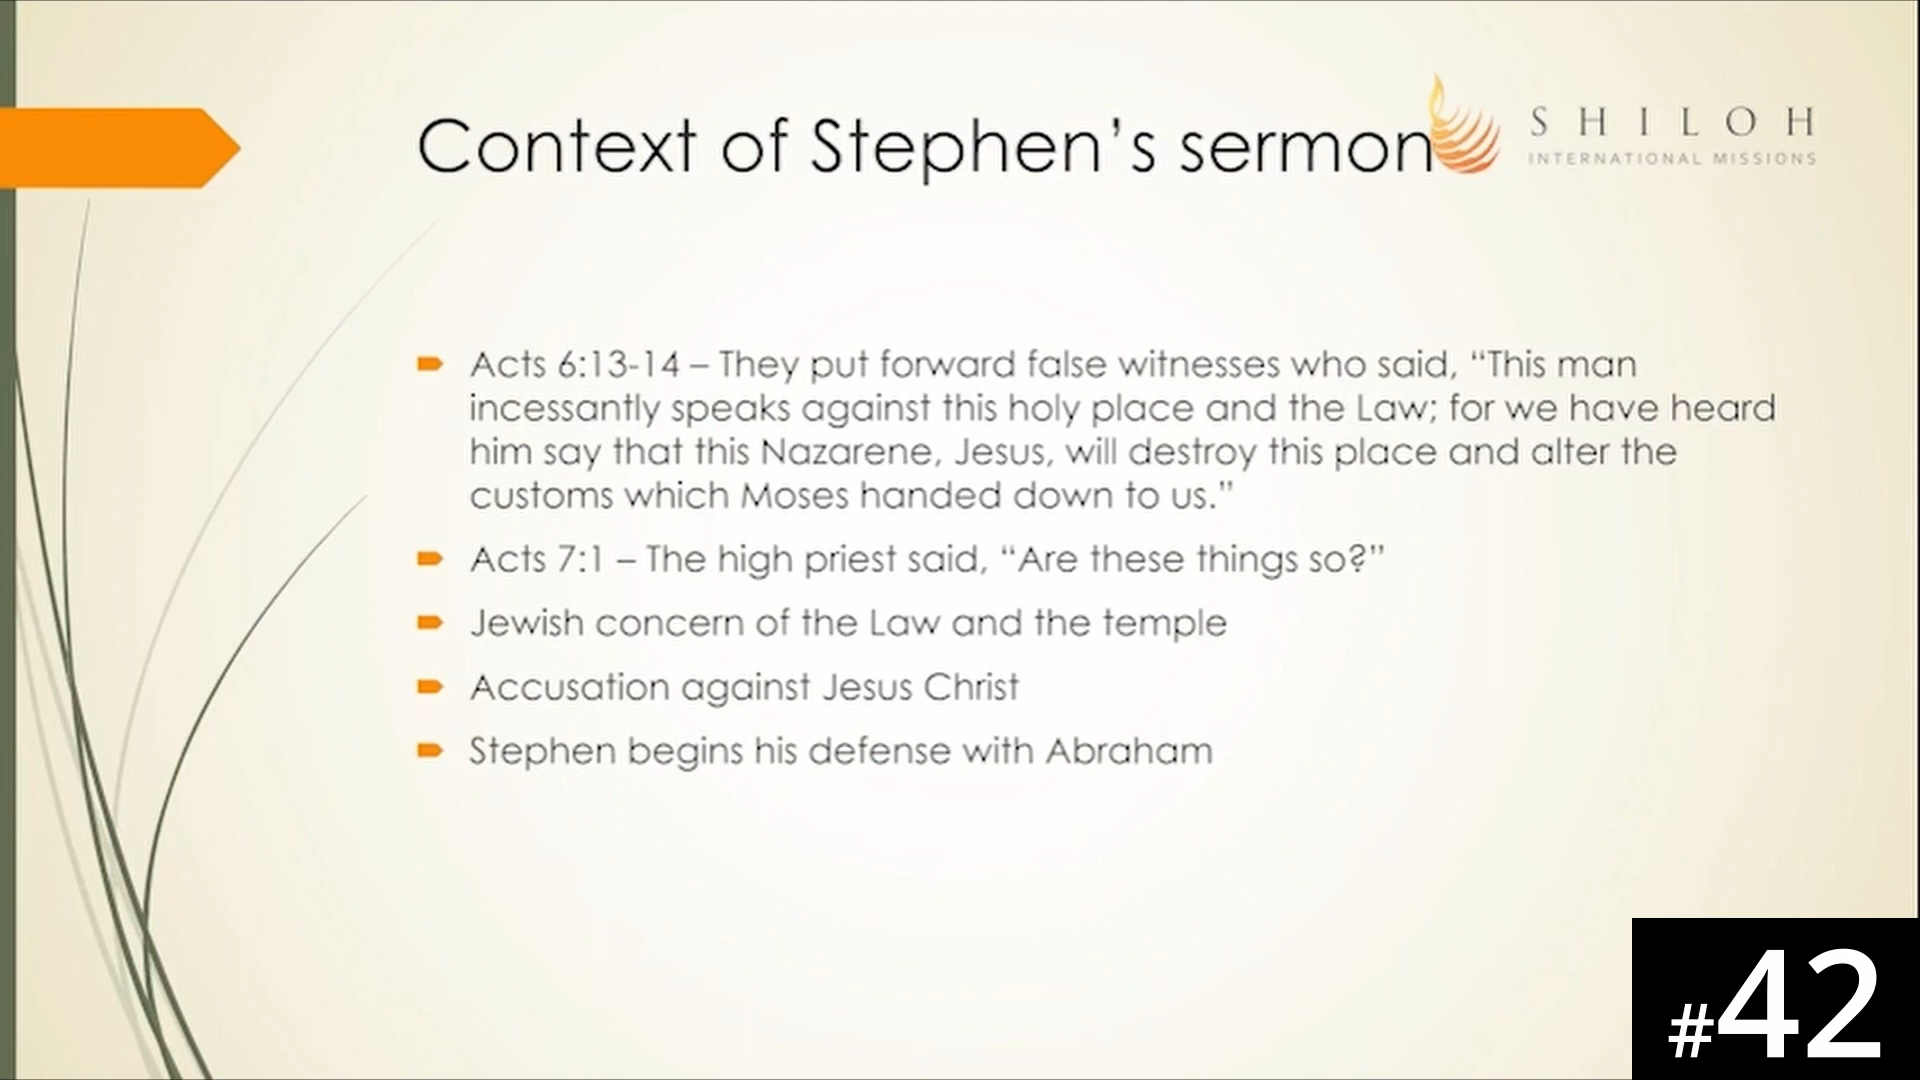 Context of Stephen’s sermon
SHILOH
INTERNATIONAL MISSIONS
Acts 6:13-14 – They put forward false witnesses who said, “This man
incessantly speaks against this holy place and the Law; for we have heard
him say that this Nazarene, Jesus, will destroy this place and alter the
customs which Moses handed down to us.”
Acts 7:1 – The high priest said, “Are these things so?”
Jewish concern of the Law and the temple
Accusation against Jesus Christ
Stephen begins his defense with Abraham
#42